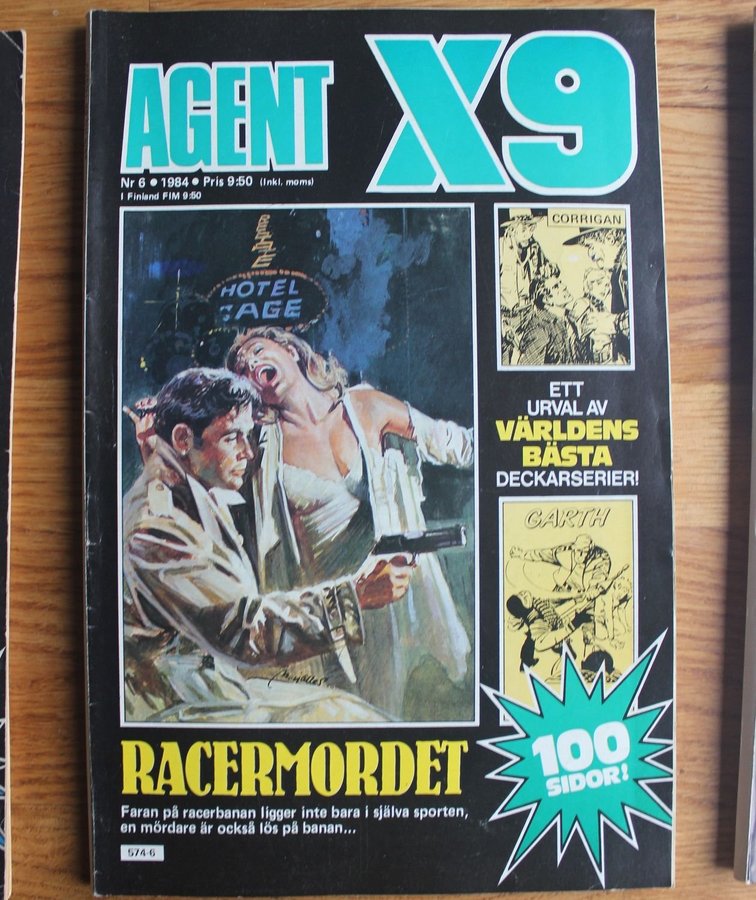 AGENT X9
Nr 6 • 1984 • Pris 9:50 (Inkl. moms)
I Finland FIM 9:50
HOTEL
CORRIGAN
ETT
URVAL AV
VÄRLDENS
BÄSTA
DECKARSERIER!
GARTH
100
SIDOR!
RACERMORDET
Faran på racerbanan ligger inte bara i själva sporten,
en mördare är också lös på banan...
574-6